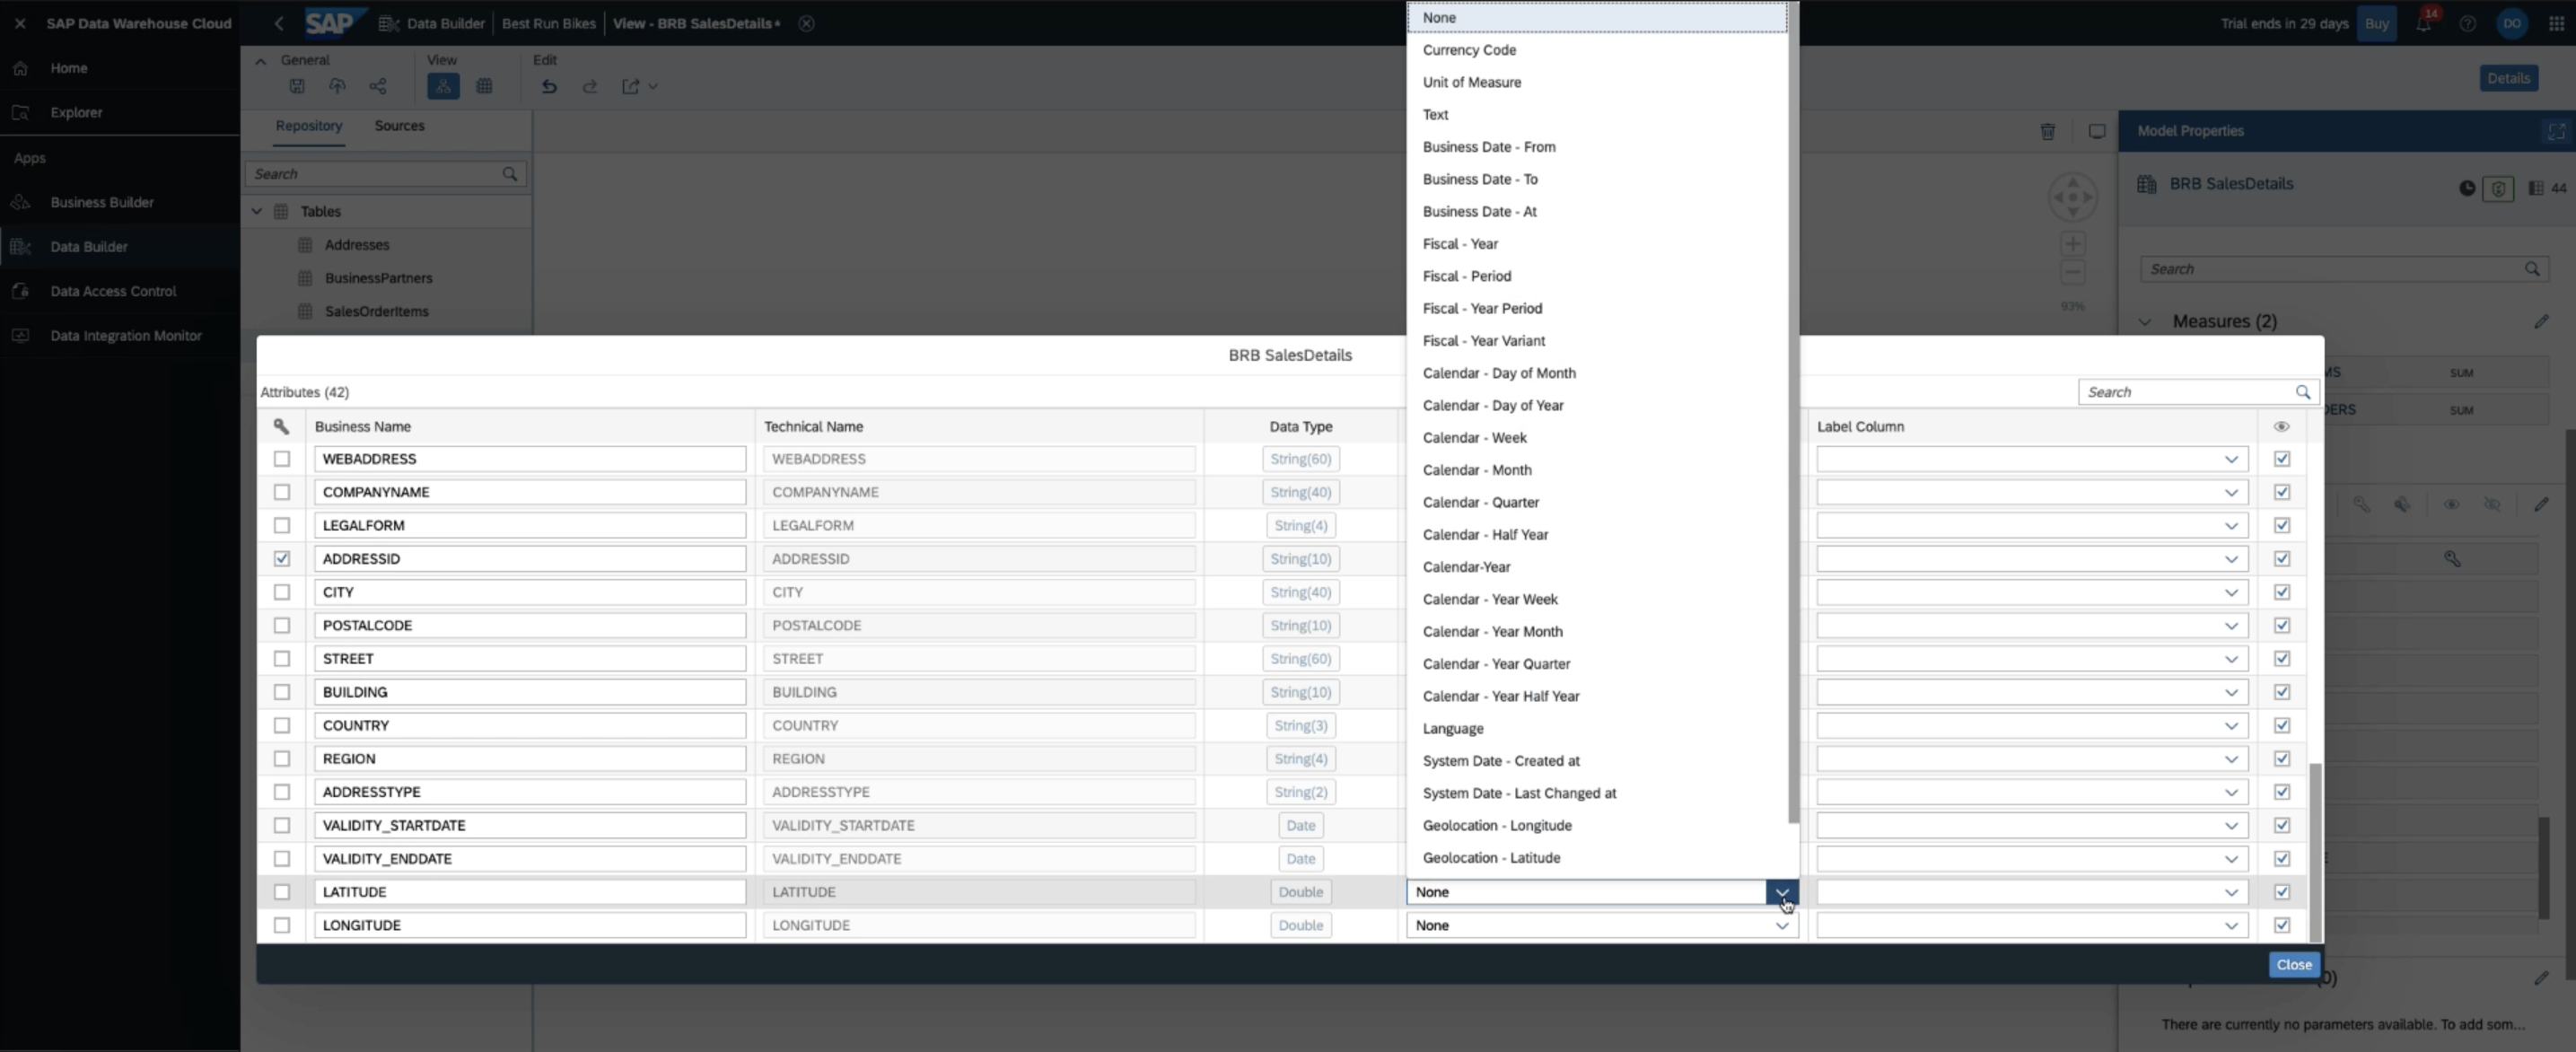 SAP Data Warehouse Cloud
SAP
Data Builder
Best Run Bikes
View - BRB SalesDetails*
Trial ends in 29 days
Buy
14
DO
Home
Explorer
Apps
Business Builder
Data Builder
Data Access Control
Data Integration Monitor
General
View
Edit
Details
Repository
Sources
Search
Tables
Addresses
BusinessPartners
SalesOrderItems
93%
Model Properties
BRB SalesDetails
44
Search
Measures (2)
MS
SUM
DERS
SUM
None
Currency Code
Unit of Measure
Text
Business Date - From
Business Date - To
Business Date - At
Fiscal - Year
Fiscal - Period
Fiscal - Year Period
Fiscal - Year Variant
Calendar - Day of Month
Calendar - Day of Year
Calendar - Week
Calendar - Month
Calendar - Quarter
Calendar - Half Year
Calendar-Year
Calendar - Year Week
Calendar - Year Month
Calendar - Year Quarter
Calendar - Year Half Year
Language
System Date - Created at
System Date - Last Changed at
Geolocation - Longitude
Geolocation - Latitude
BRB SalesDetails
Attributes (42)
Search
Business Name Technical Name Data Type Label Column
WEBADDRESS WEBADDRESS String(60)
COMPANYNAME COMPANYNAME String(40)
LEGALFORM LEGALFORM String(4)
ADDRESSID ADDRESSID String(10)
CITY CITY String(40)
POSTALCODE POSTALCODE String(10)
STREET STREET String(60)
BUILDING BUILDING String(10)
COUNTRY COUNTRY String(3)
REGION REGION String(4)
ADDRESSTYPE ADDRESSTYPE String(2)
VALIDITY_STARTDATE VALIDITY_STARTDATE Date
VALIDITY_ENDDATE VALIDITY_ENDDATE Date
LATITUDE LATITUDE Double None
LONGITUDE LONGITUDE Double None
Close
There are currently no parameters available. To add som...